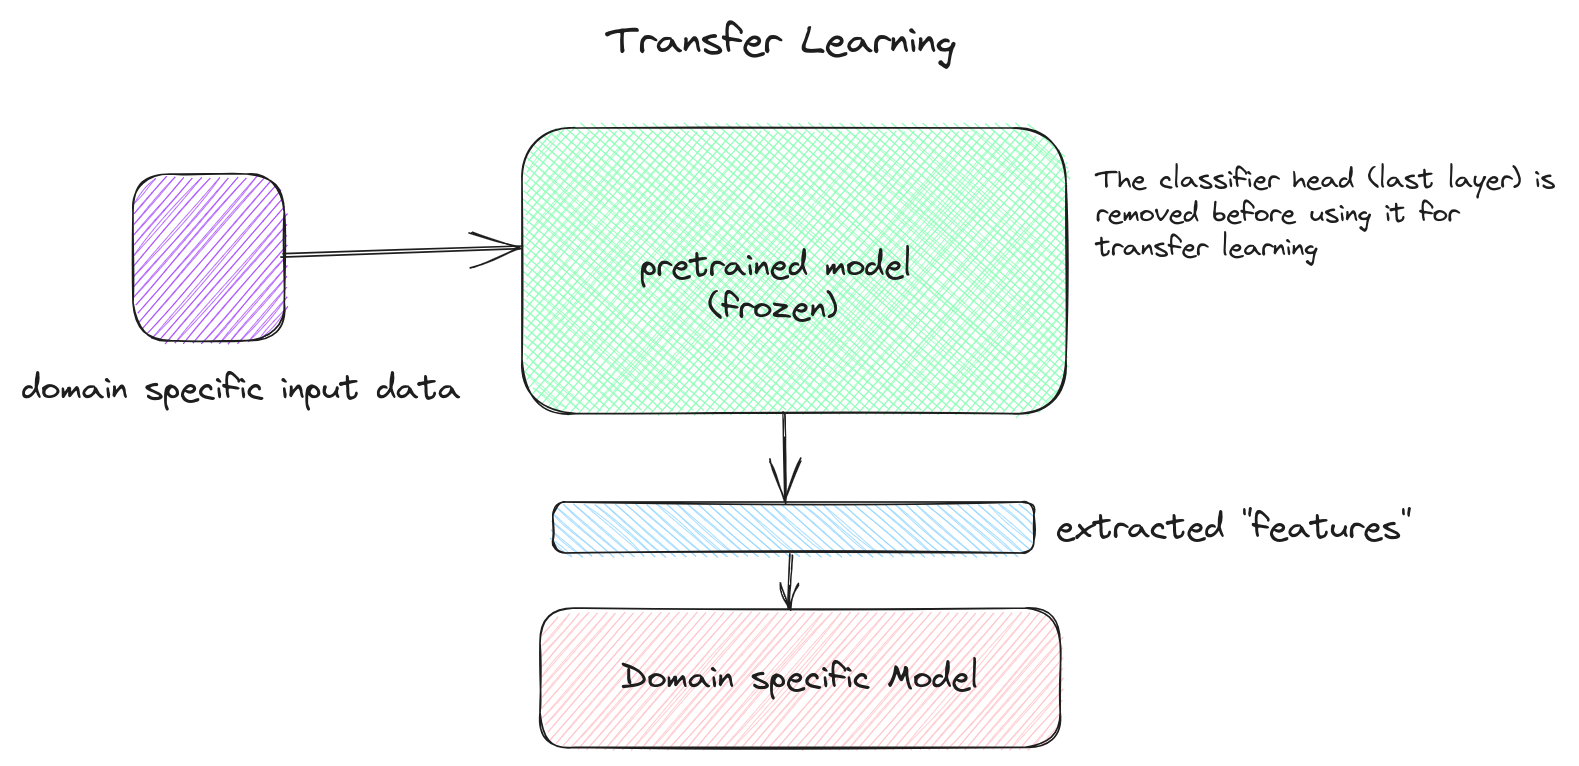 Transfer Learning
The classifier head (last layer) is
removed before using it for
transfer learning
pretrained model
(frozen)
domain specific input data
extracted "features"
Domain specific Model